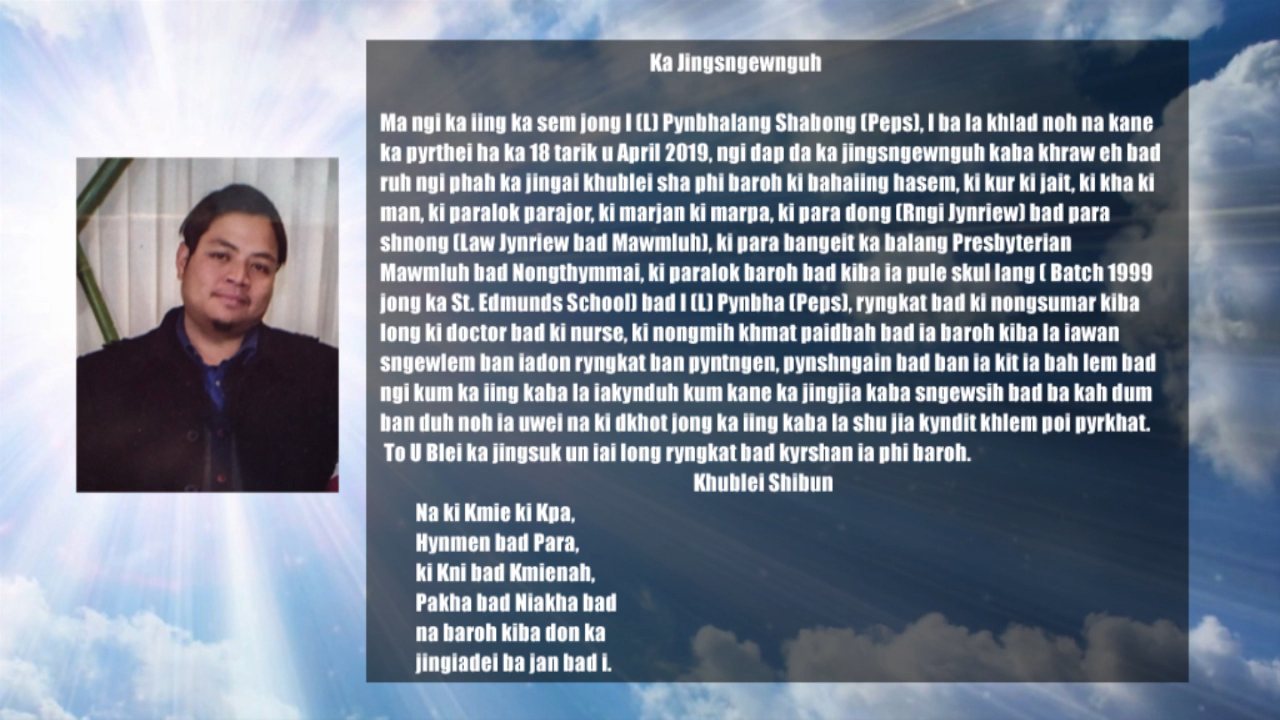 Ka Jingsngewnguh
Ma ngi ka iing ka sem jong I (L) Pynbhalang Shabong (Peps), I ba la khlad noh na kane
ka pyrthei ha ka 18 tarik u April 2019, ngi dap da ka jingsngewnguh kaba khraw eh bad
ruh ngi phah ka jingai khublei sha phi baroh ki bahaiing hasem, ki kur ki jait, ki kha ki
man, ki paralok parajor, ki marjan ki marpa, ki para dong (Rngi Jynriew) bad para
shnong (Law Jynriew bad Mawmluh), ki para bangeit ka balang Presbyterian
Mawmluh bad Nongthymmai, ki paralok baroh bad kiba ia pule skul lang ( Batch 1999
jong ka St. Edmunds School) bad I (L) Pynbha (Peps), ryngkat bad ki nongsumar kiba
long ki doctor bad ki nurse, ki nongmih khmat paidbah bad ia baroh kiba la iawan
sngewlem ban iadon ryngkat ban pyntngen, pynshngain bad ban ia kit ia bah lem bad
ngi kum ka iing kaba la iakynduh kum kane ka jingjia kaba sngewsih bad ba kah dum
ban duh noh ia uwei na ki dkhot jong ka iing kaba la shu jia kyndit khlem poi pyrkhat.
To U Blei ka jingsuk un iai long ryngkat bad kyrshan ia phi baroh.
Khublei Shibun
Na ki Kmie ki Kpa,
Hynmen bad Para,
ki Kni bad Kmienah,
Pakha bad Niakha bad
na baroh kiba don ka
jingiadei ba jan bad i.